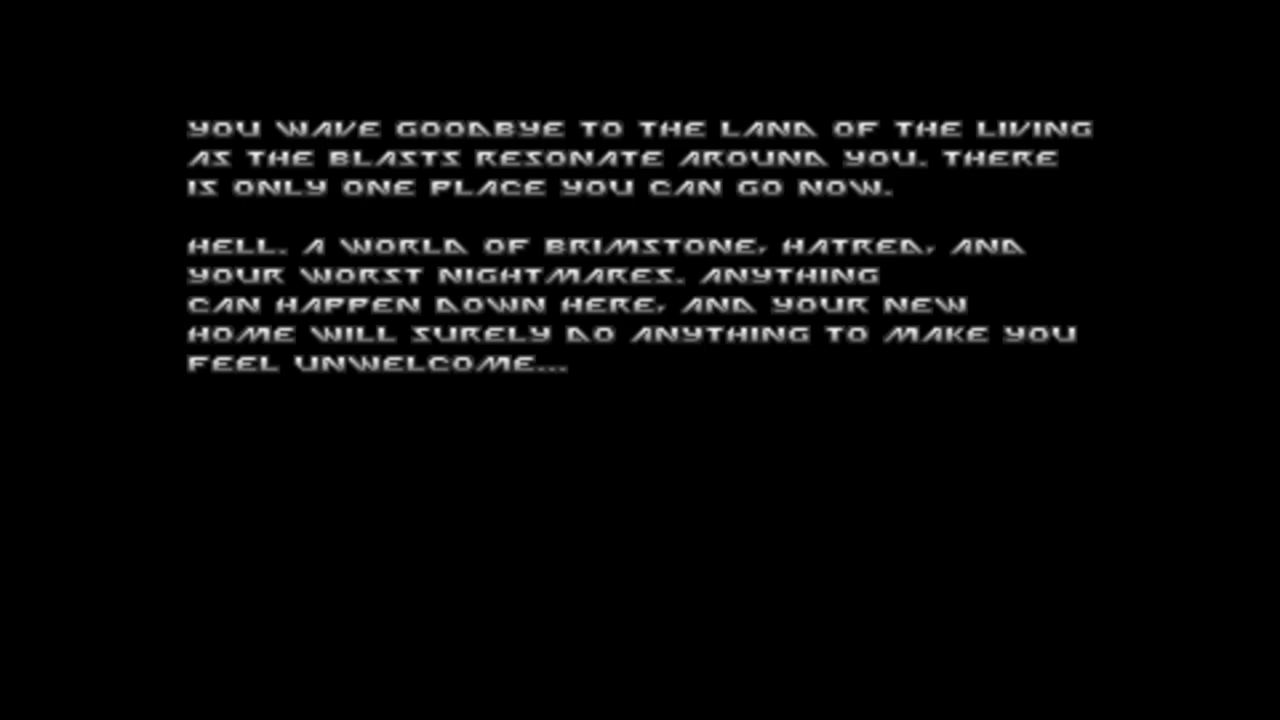 YOU WAVE GOODBYE TO THE LAND OF THE LIVING
AS THE BLASTS RESONATE AROUND YOU. THERE
IS ONLY ONE PLACE YOU CAN GO NOW.
HELL. A WORLD OF BRIMSTONE, HATRED, AND
YOUR WORST NIGHTMARES. ANYTHING
CAN HAPPEN DOWN HERE, AND YOUR NEW
HOME WILL SURELY DO ANYTHING TO MAKE YOU
FEEL UNWELCOME...